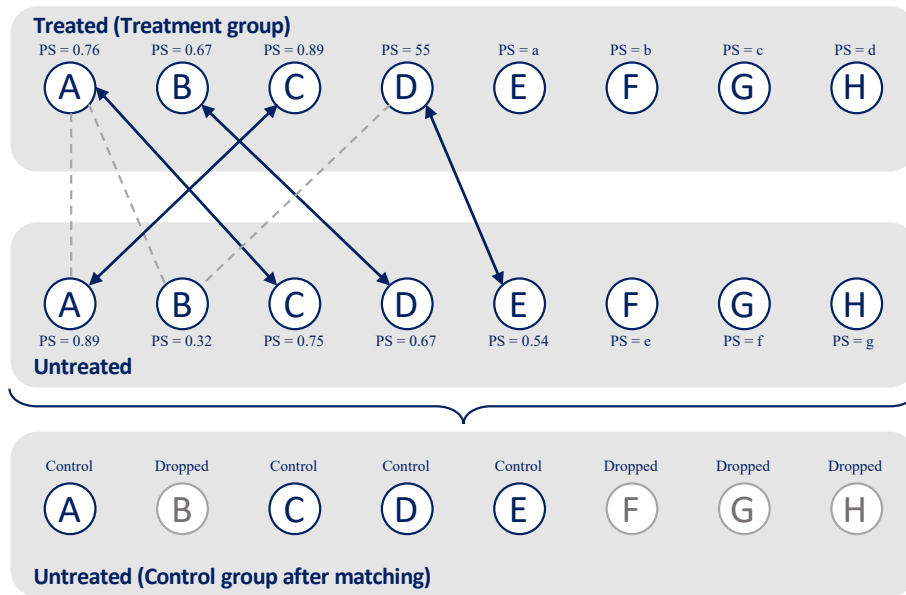 Treated (Treatment group)
PS = 0.76 PS = 0.67 PS = 0.89 PS = 55 PS = a PS = b PS = c PS = d
A B C D E F G H
A B C D E F G H
PS = 0.89 PS = 0.32 PS = 0.75 PS = 0.67 PS = 0.54 PS = e PS = f PS = g
Untreated
Control Dropped Control Control Control Dropped Dropped Dropped
A B C D E F G H
Untreated (Control group after matching)